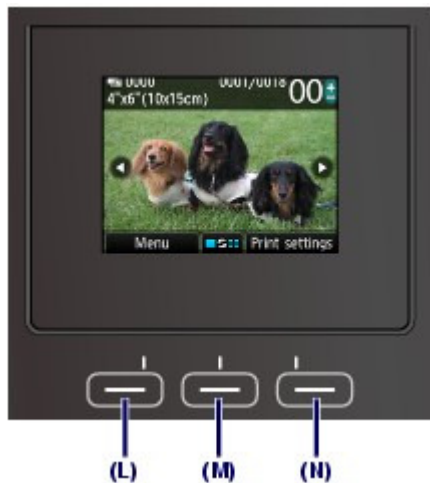 0000 0001/0018 00
4"x6"(10x15cm)
Menu Print settings
(L) (M) (N)